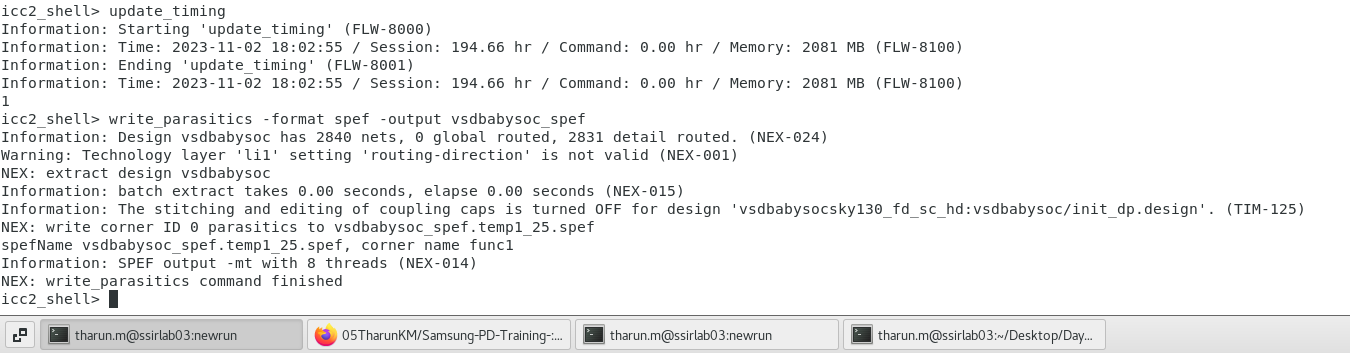 icc2_shell> update_timing
Information: Starting 'update_timing' (FLW-8000)
Information: Time: 2023-11-02 18:02:55 / Session: 194.66 hr / Command: 0.00 hr / Memory: 2081 MB (FLW-8100)
Information: Ending 'update_timing' (FLW-8001)
Information: Time: 2023-11-02 18:02:55 / Session: 194.66 hr / Command: 0.00 hr / Memory: 2081 MB (FLW-8100)
1
icc2_shell> write_parasitics -format spef -output vsdbabysoc_spef
Information: Design vsdbabysoc has 2840 nets, 0 global routed, 2831 detail routed. (NEX-024)
Warning: Technology layer 'li1' setting 'routing-direction' is not valid (NEX-001)
NEX: extract design vsdbabysoc
Information: batch extract takes 0.00 seconds, elapse 0.00 seconds (NEX-015)
Information: The stitching and editing of coupling caps is turned OFF for design 'vsdbabysocsky130_fd_sc_hd:vsdbabysoc/init_dp.design'. (TIM-125)
NEX: write corner ID 0 parasitics to vsdbabysoc_spef.temp1_25.spef
spefName vsdbabysoc_spef.temp1_25.spef, corner name func1
Information: SPEF output -mt with 8 threads (NEX-014)
NEX: write_parasitics command finished
icc2_shell>
tharun.m@ssirlab03:newrun
05TharunKM/Samsung-PD-Training-:...
tharun.m@ssirlab03:newrun
tharun.m@ssirlab03:~/Desktop/Day...